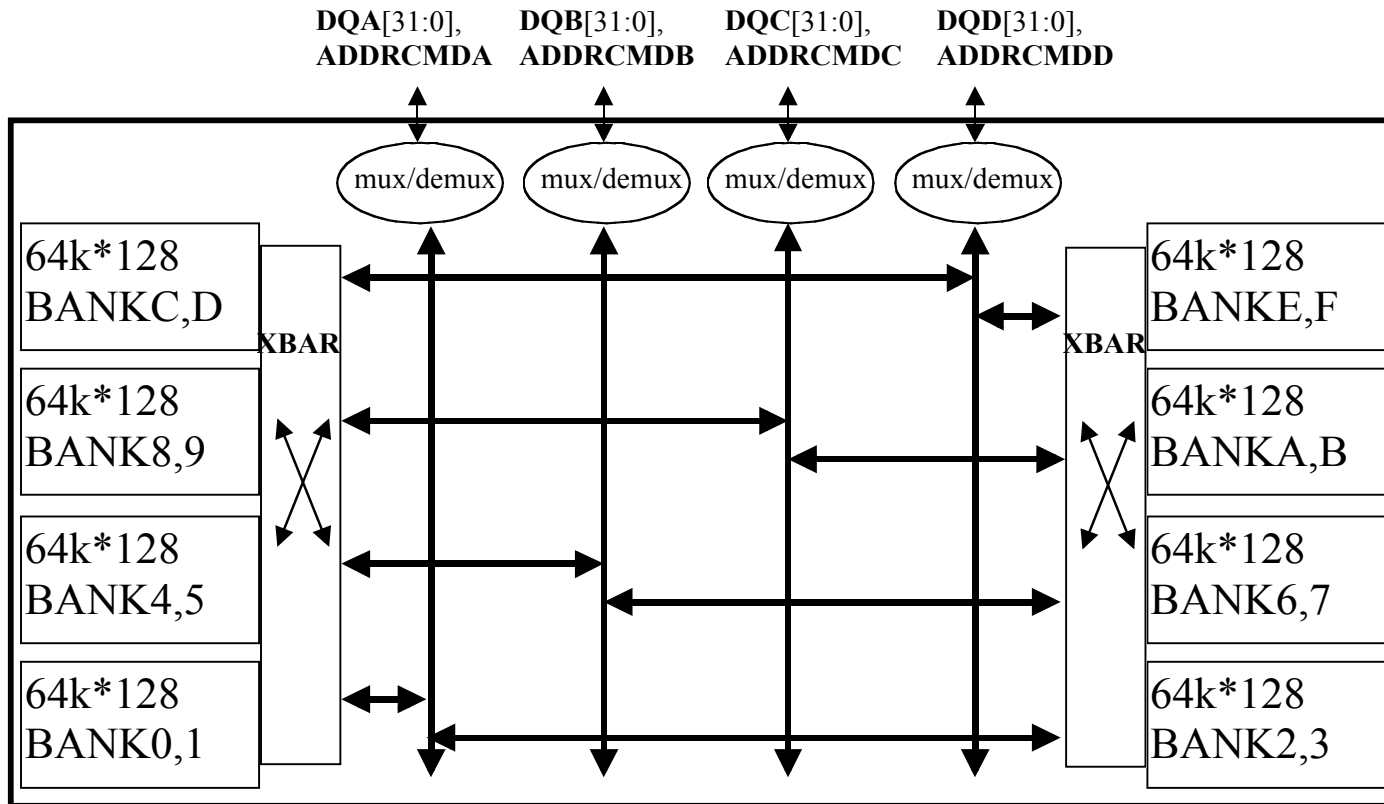 DQA[31:0], DQB[31:0], DQC[31:0], DQD[31:0],
ADDRCMDA ADDRCMDB ADDRCMDC ADDRCMDD
mux/demux mux/demux mux/demux mux/demux
64k*128 64k*128
BANKC,D BANKE,F
XBAR XBAR
64k*128 64k*128
BANK8,9 BANKA,B
64k*128 64k*128
BANK4,5 BANK6,7
64k*128 64k*128
BANK0,1 BANK2,3